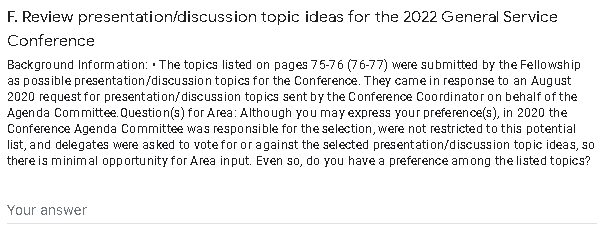 F. Review presentation/discussion topic ideas for the 2022 General Service
Conference
Background Information: • The topics listed on pages 75-76 (76-77) were submitted by the Fellowship
as possible presentation/discussion topics for the Conference. They came in response to an August
2020 request for presentation/discussion topics sent by the Conference Coordinator on behalf of the
Agenda Committee.Question(s) for Area: Although you may express your preference(s), in 2020 the
Conference Agenda Committee was responsible for the selection, were not restricted to this potential
list, and delegates were asked to vote for or against the selected presentation/discussion topic ideas, so
there is minimal opportunity for Area input. Even so, do you have a preference among the listed topics?
Your answer